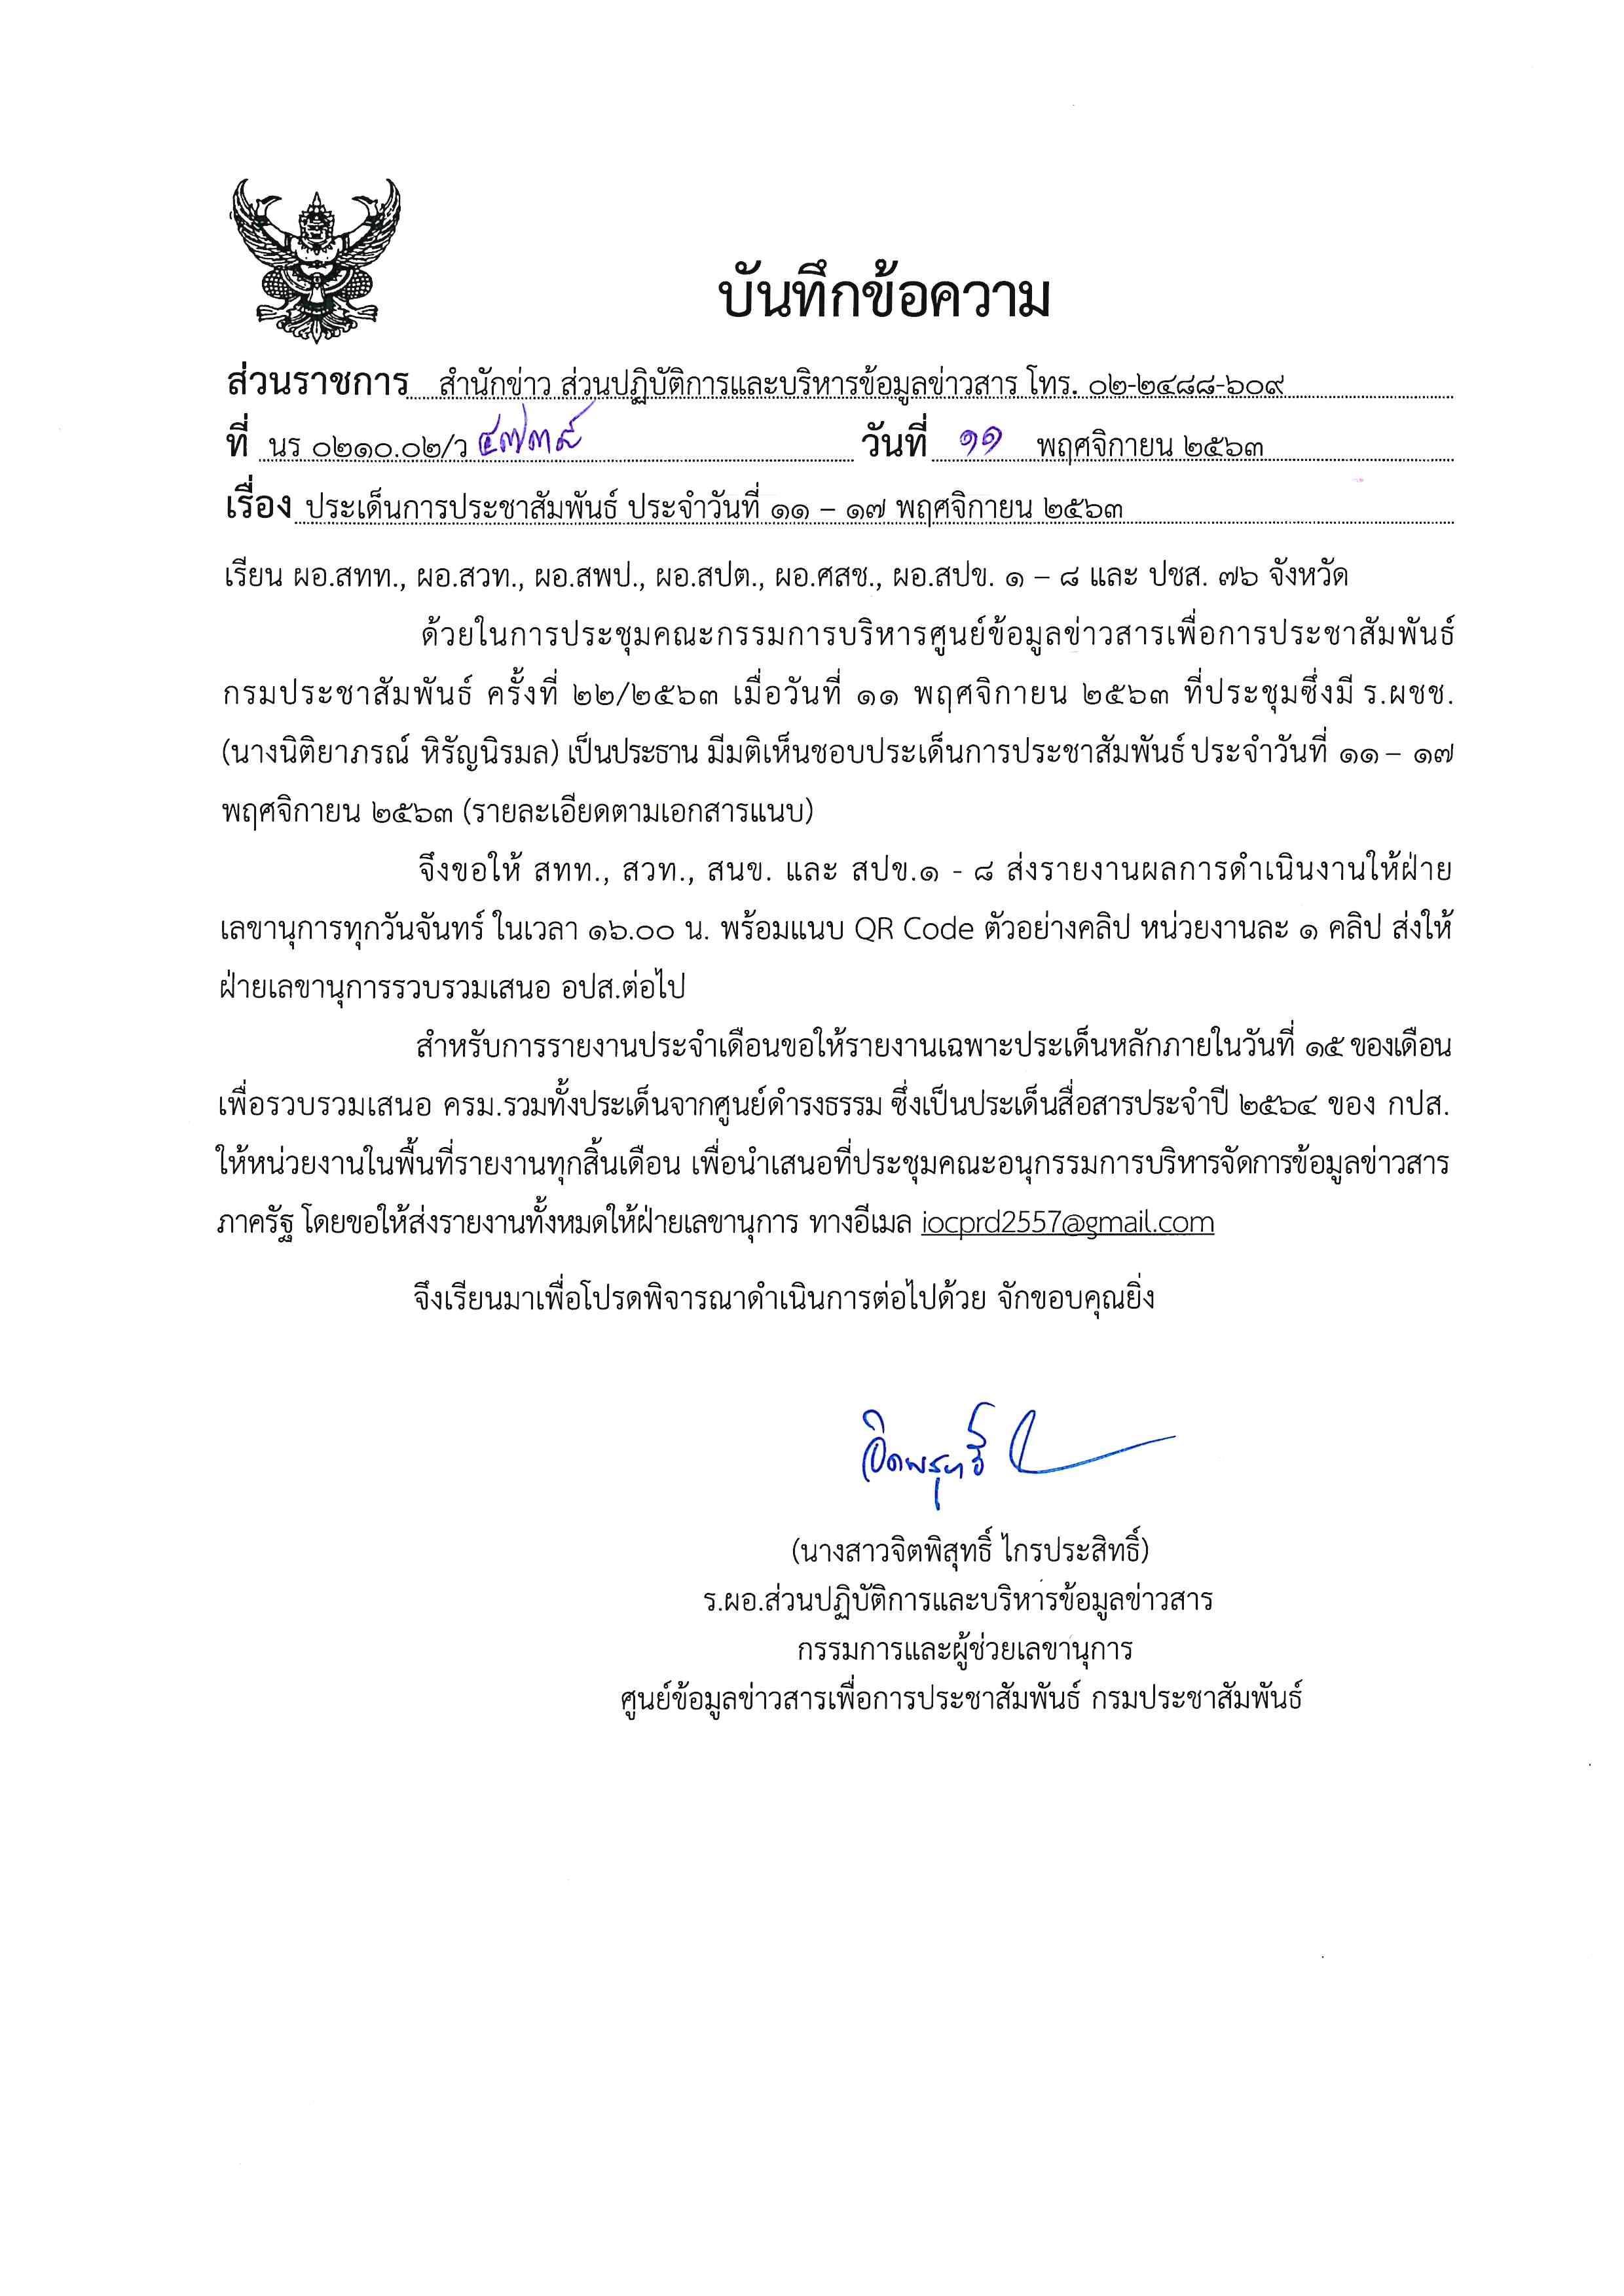 บันทึกข้อความ
ส่วนราชการ สำนักข่าว ส่วนปฏิบัติการและบริหารข้อมูลข่าวสาร โทร. ๐๒-๒๔๘๘-๖๐๙
ที่ นร ๐๒๑๐.๐๒/ว ๔๗๓๙ วันที่ ๑๑ พฤศจิกายน ๒๕๖๓
เรื่อง ประเด็นการประชาสัมพันธ์ ประจำวันที่ ๑๑ – ๑๗ พฤศจิกายน ๒๕๖๓
เรียน ผอ.สทท., ผอ.สวท., ผอ.สพป., ผอ.สปต., ผอ.ศสช., ผอ.สปข. ๑ – ๘ และ ปชส. ๗๖ จังหวัด
ด้วยในการประชุมคณะกรรมการบริหารศูนย์ข้อมูลข่าวสารเพื่อการประชาสัมพันธ์
กรมประชาสัมพันธ์ ครั้งที่ ๒๒/๒๕๖๓ เมื่อวันที่ ๑๑ พฤศจิกายน ๒๕๖๓ ที่ประชุมซึ่งมี ร.ผชช.
(นางนิติยาภรณ์ หิรัญนิรมล) เป็นประธาน มีมติเห็นชอบประเด็นการประชาสัมพันธ์ ประจำวันที่ ๑๑ – ๑๗
พฤศจิกายน ๒๕๖๓ (รายละเอียดตามเอกสารแนบ)
จึงขอให้ สทท., สวท., สนข. และ สปข.๑ - ๘ ส่งรายงานผลการดำเนินงานให้ฝ่าย
เลขานุการทุกวันจันทร์ ในเวลา ๑๖.๐๐ น. พร้อมแนบ QR Code ตัวอย่างคลิป หน่วยงานละ ๑ คลิป ส่งให้
ฝ่ายเลขานุการรวบรวมเสนอ อปส.ต่อไป
สำหรับการรายงานประจำเดือนขอให้รายงานเฉพาะประเด็นหลักภายในวันที่ ๑๕ ของเดือน
เพื่อรวบรวมเสนอ ครม.รวมทั้งประเด็นจากศูนย์ดำรงธรรม ซึ่งเป็นประเด็นสื่อสารประจำปี ๒๕๖๔ ของ กปส.
ให้หน่วยงานในพื้นที่รายงานทุกสิ้นเดือน เพื่อนำเสนอที่ประชุมคณะอนุกรรมการบริหารจัดการข้อมูลข่าวสาร
ภาครัฐ โดยขอให้ส่งรายงานทั้งหมดให้ฝ่ายเลขานุการ ทางอีเมล iocprd2557@gmail.com
จึงเรียนมาเพื่อโปรดพิจารณาดำเนินการต่อไปด้วย จักขอบคุณยิ่ง
(นางสาวจิตพิสุทธิ์ ไกรประสิทธิ์)
ร.ผอ.ส่วนปฏิบัติการและบริหารข้อมูลข่าวสาร
กรรมการและผู้ช่วยเลขานุการ
ศูนย์ข้อมูลข่าวสารเพื่อการประชาสัมพันธ์ กรมประชาสัมพันธ์